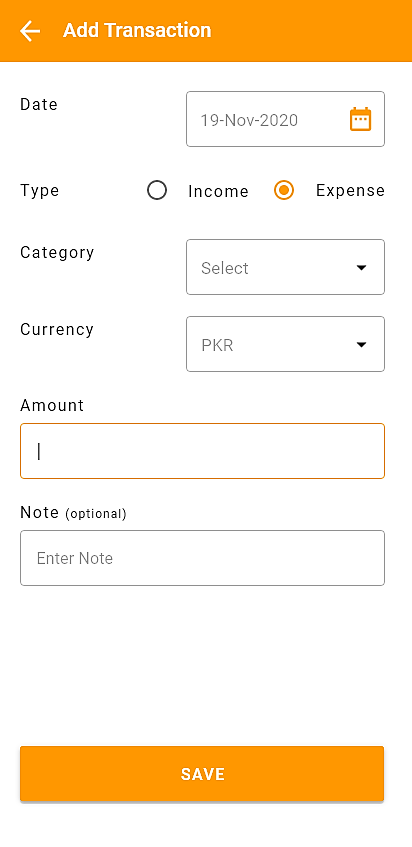 Add Transaction
Date
19-Nov-2020
Type Income Expense
Category
Select
Currency
PKR
Amount
Note (optional)
Enter Note
SAVE